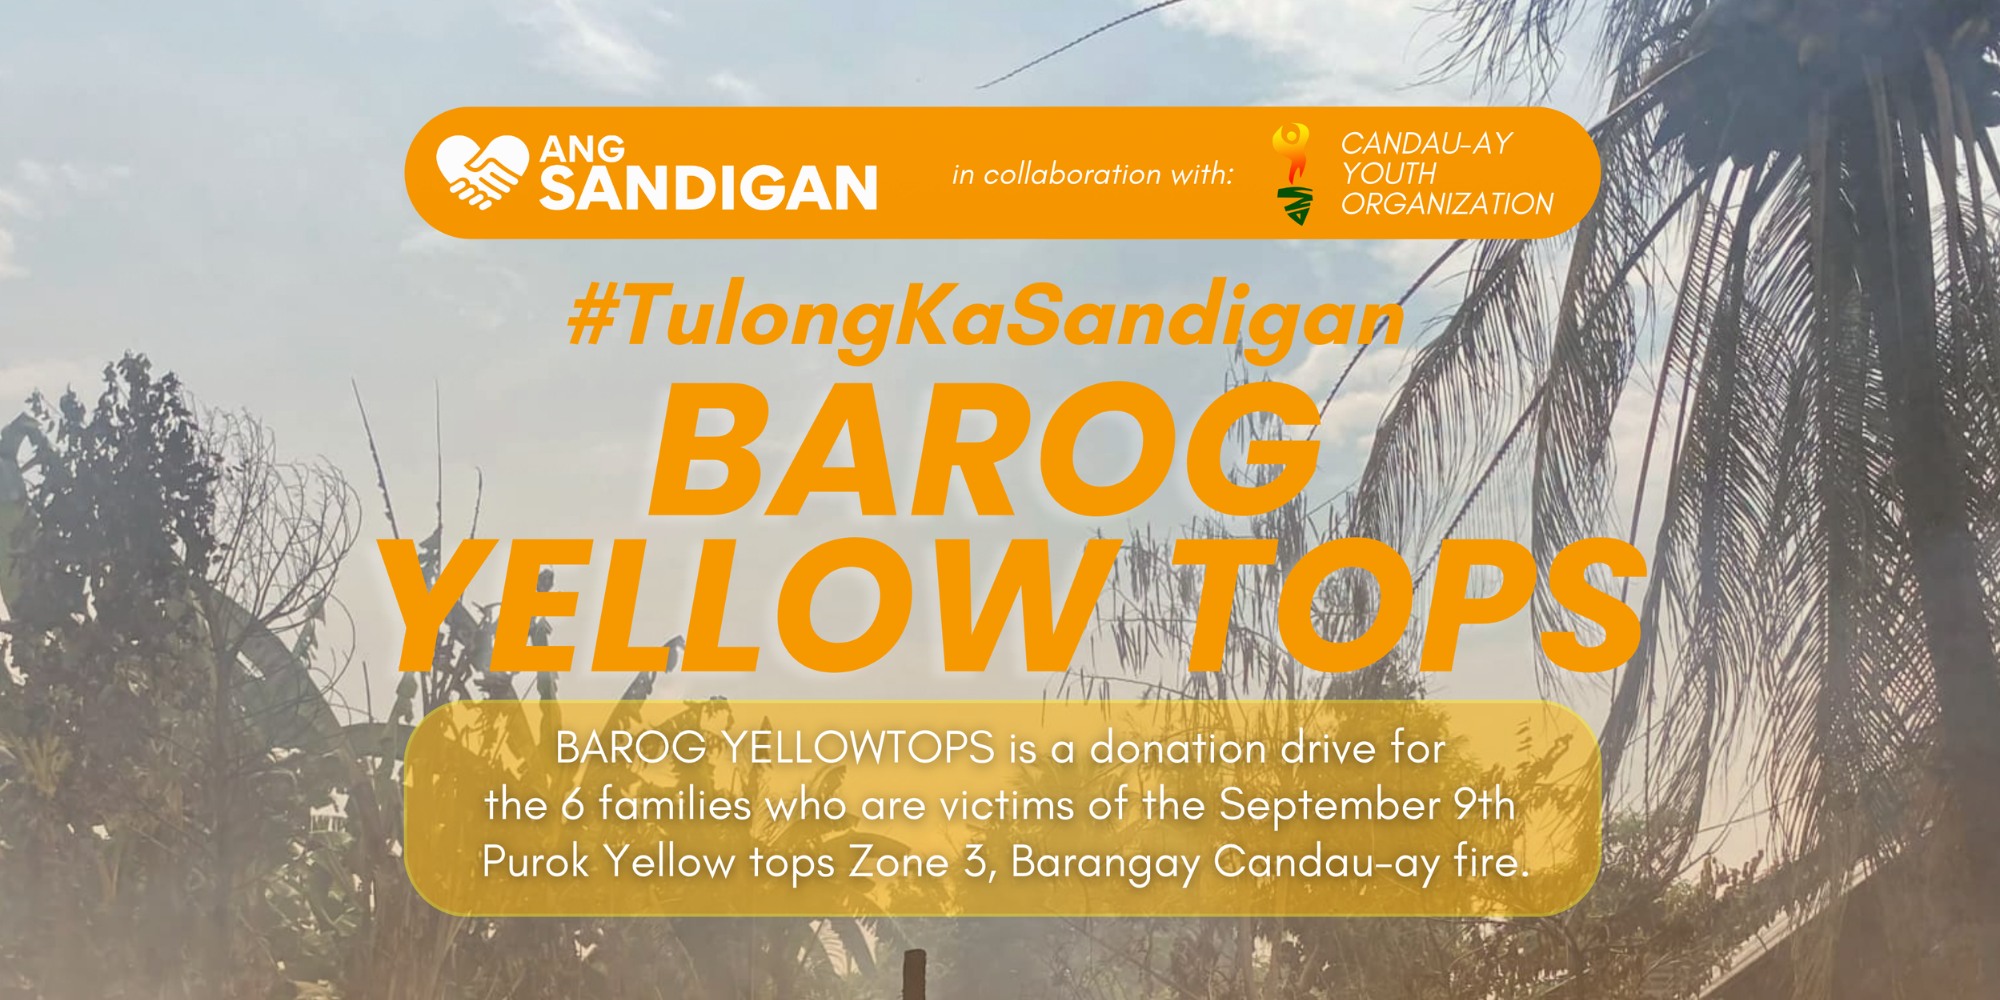 ANG
SANDIGAN
in collaboration with:
CANDAU-AY
YOUTH
ORGANIZATION
#TulongKaSandigan
BAROG
YELLOW TOPS
BAROG YELLOWTOPS is a donation drive for
the 6 families who are victims of the September 9th
Purok Yellow tops Zone 3, Barangay Candau-ay fire.